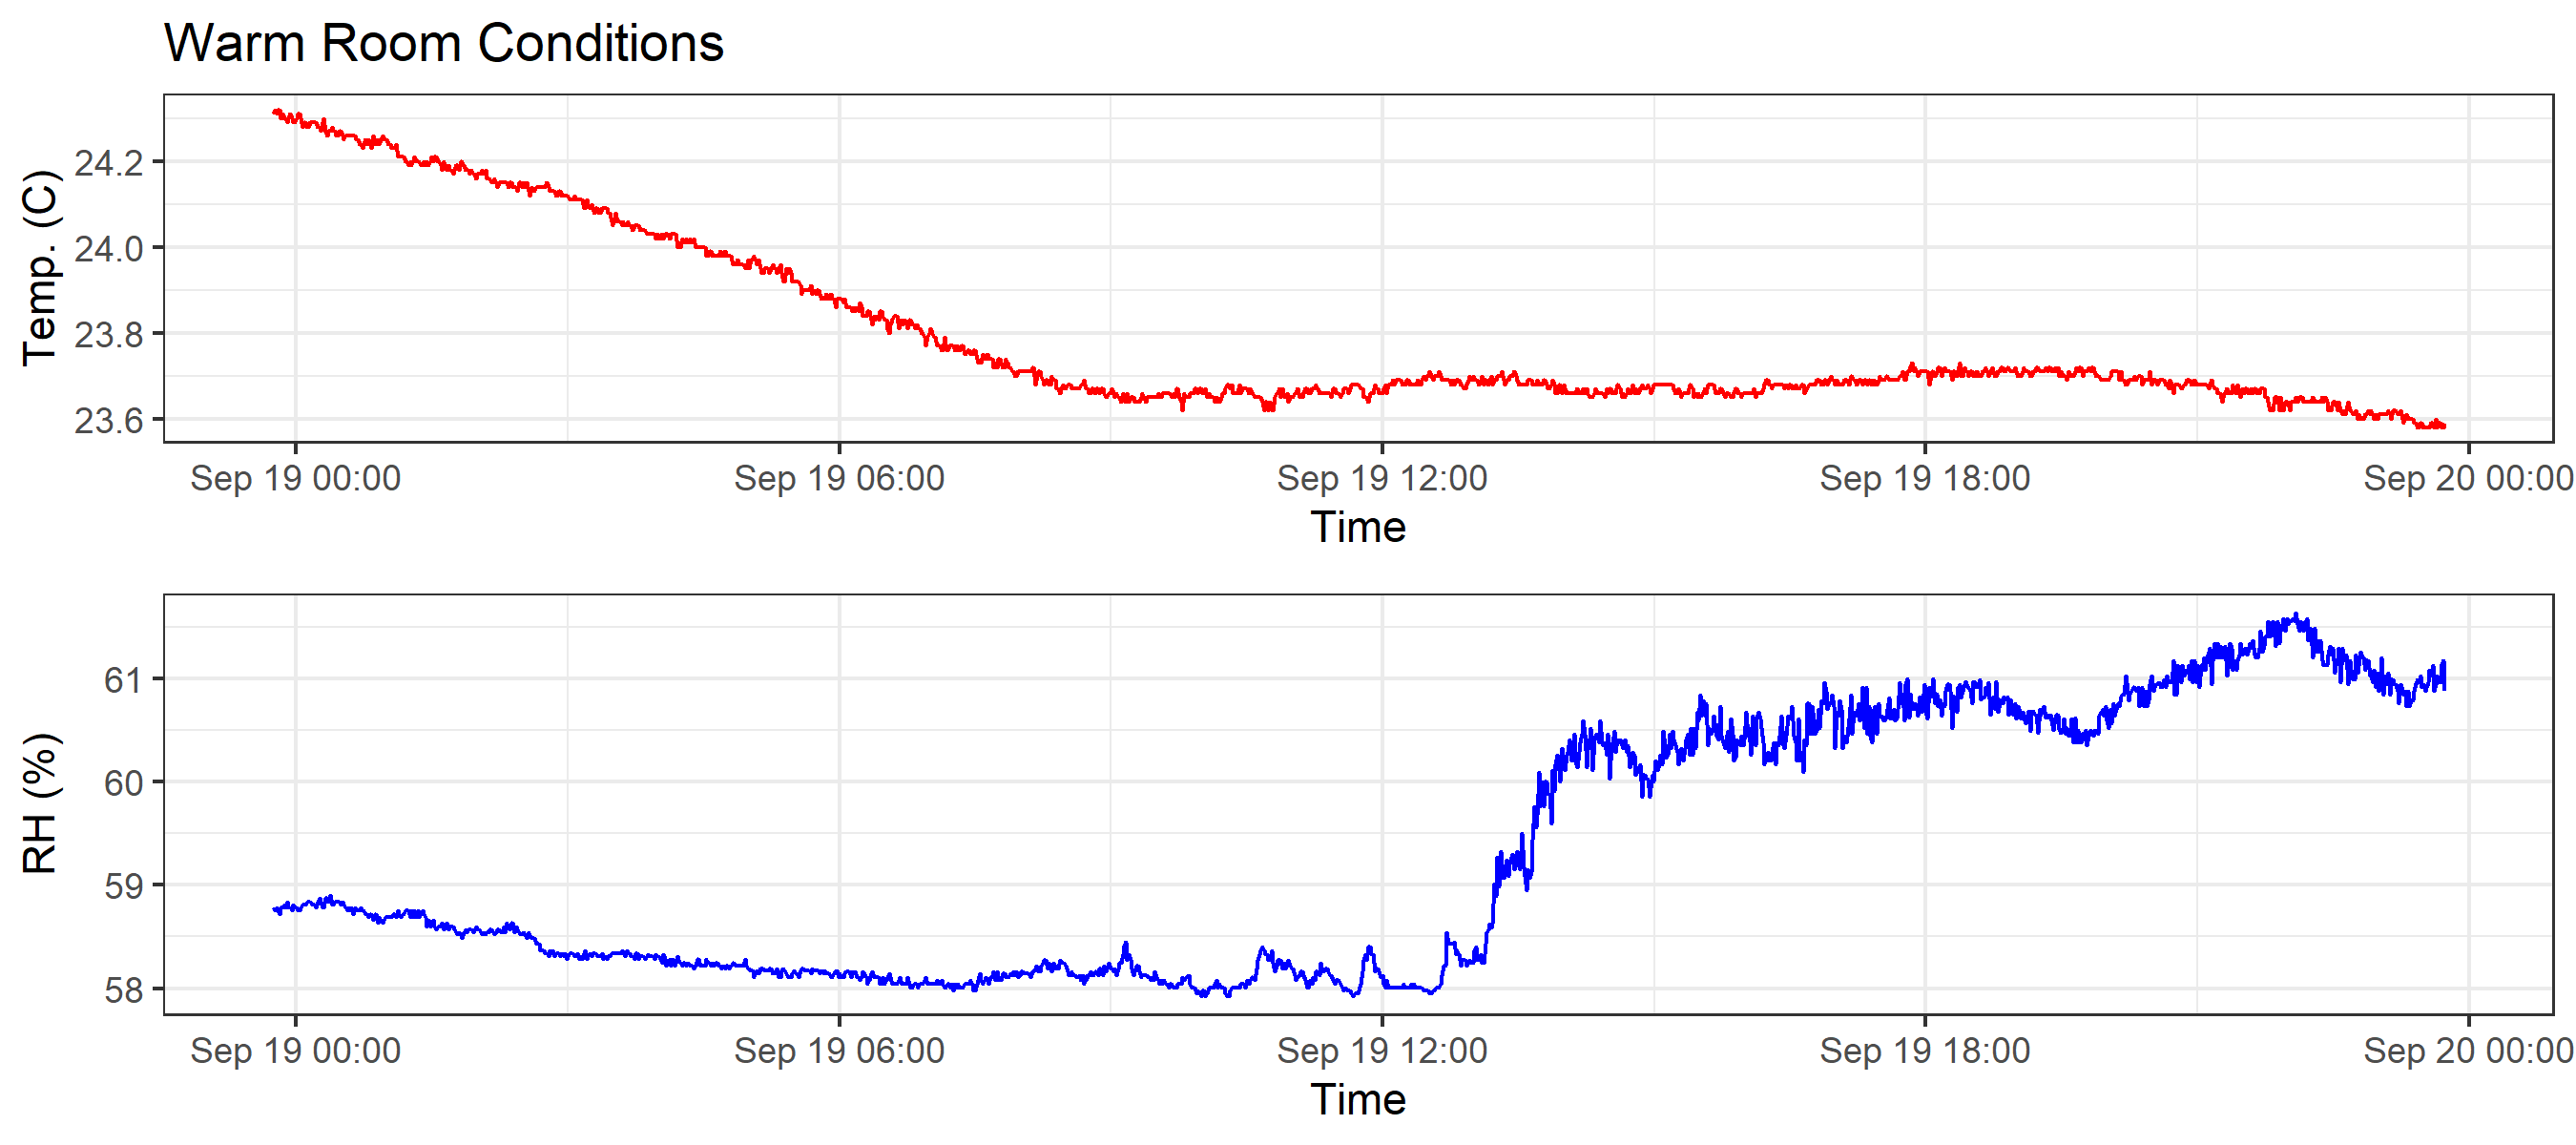 Warm Room Conditions
Temp. (C)
24.2
24.0
23.8
23.6
Sep 19 00:00 Sep 19 06:00 Sep 19 12:00 Sep 19 18:00 Sep 20 00:00
Time
RH (%)
61
60
59
58
Sep 19 00:00 Sep 19 06:00 Sep 19 12:00 Sep 19 18:00 Sep 20 00:00
Time